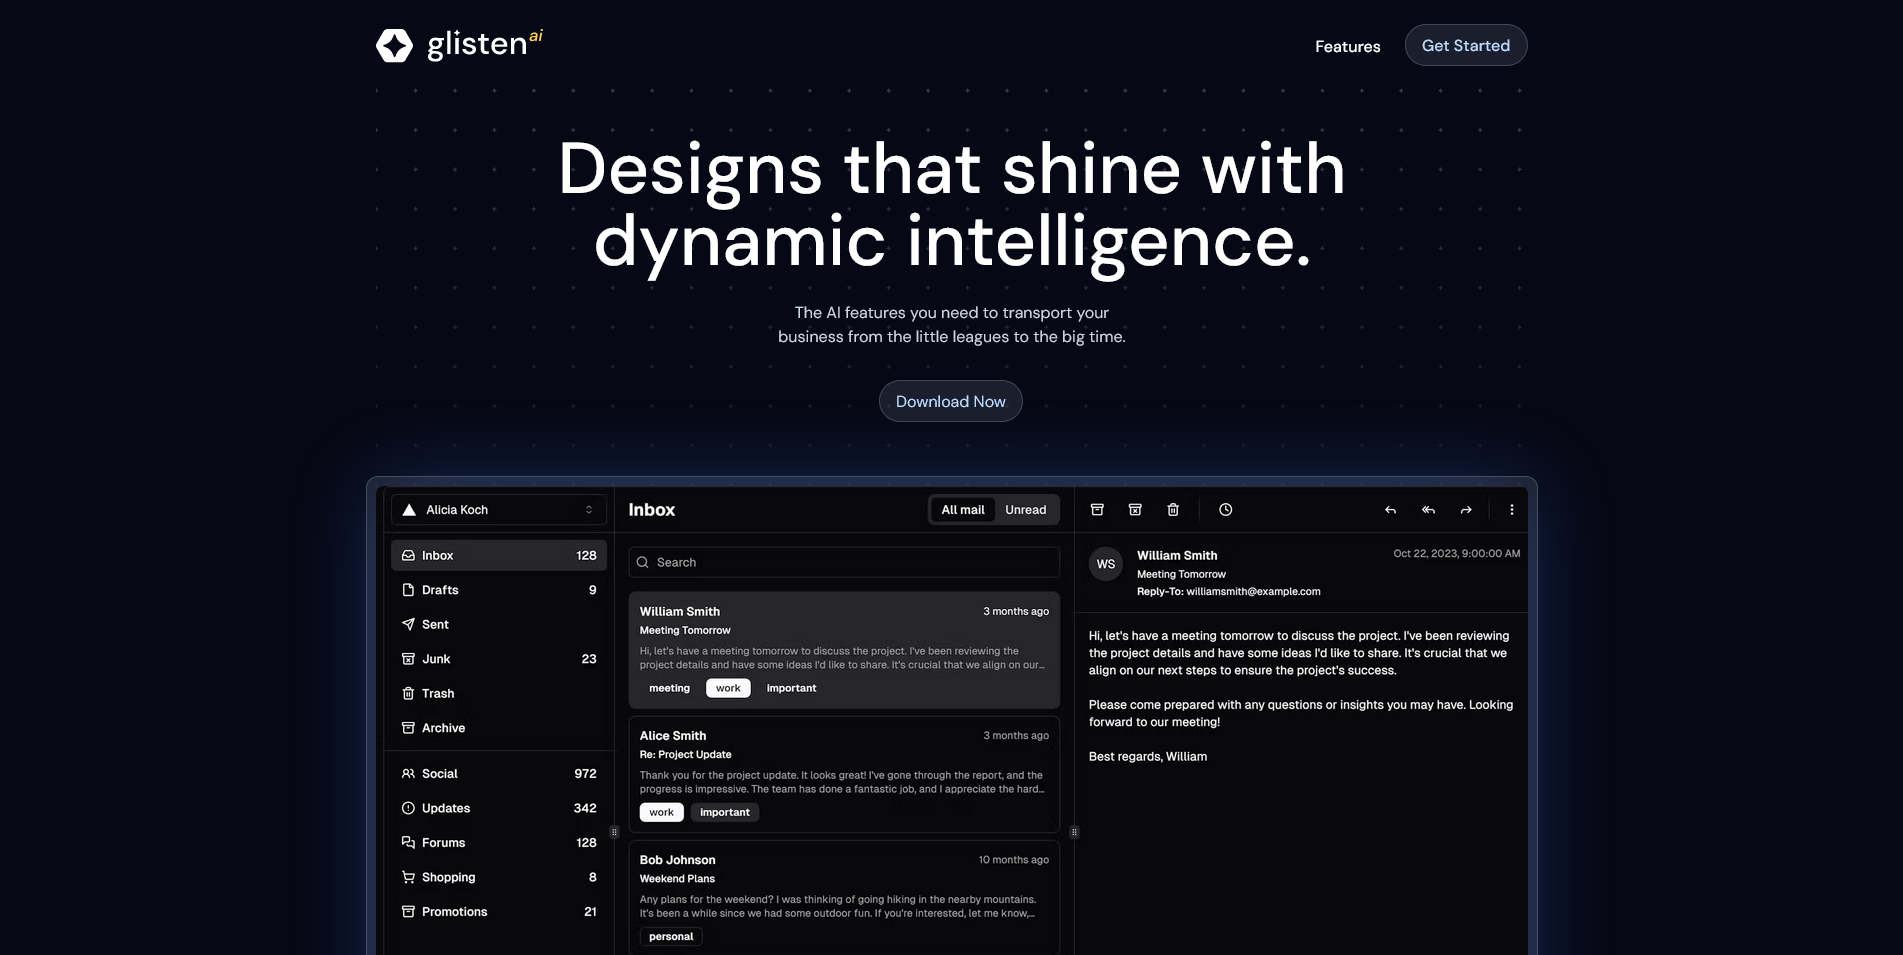 glisten ai
Features
Get Started
Designs that shine with
dynamic intelligence.
The AI features you need to transport your
business from the little leagues to the big time.
Download Now
Alicia Koch
Inbox 128
Drafts 9
Sent
Junk 23
Trash
Archive
Social 972
Updates 342
Forums 128
Shopping 8
Promotions 21
Inbox
All mail
Unread
Search
William Smith 3 months ago
Meeting Tomorrow
Hi, let's have a meeting tomorrow to discuss the project. I've been reviewing the
project details and have some ideas I'd like to share. It's crucial that we align on our...
meeting work important
Alice Smith 3 months ago
Re: Project Update
Thank you for the project update. It looks great! I've gone through the report, and the
progress is impressive. The team has done a fantastic job, and I appreciate the hard...
work important
Bob Johnson 10 months ago
Weekend Plans
Any plans for the weekend? I was thinking of going hiking in the nearby mountains.
It's been a while since we had some outdoor fun. If you're interested, let me know,...
personal
WS
William Smith Oct 22, 2023, 9:00:00 AM
Meeting Tomorrow
Reply-To: williamsmith@example.com
Hi, let's have a meeting tomorrow to discuss the project. I've been reviewing
the project details and have some ideas I'd like to share. It's crucial that we
align on our next steps to ensure the project's success.
Please come prepared with any questions or insights you may have. Looking
forward to our meeting!
Best regards, William